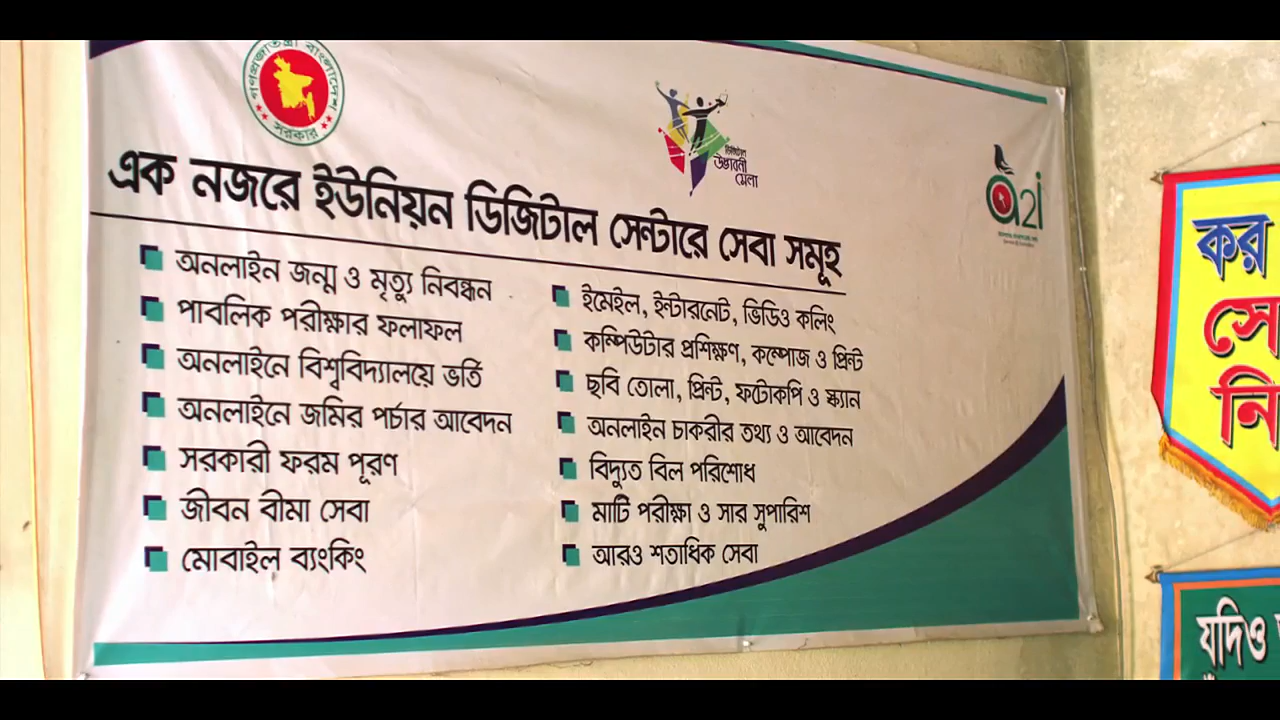 গণপ্রজাতন্ত্রী বাংলাদেশ
সরকার
ডিজিটাল
উদ্ভাবনী
মেলা
a2i
এক নজরে ইউনিয়ন ডিজিটাল সেন্টারে সেবা সমূহ
অনলাইন জন্ম ও মৃত্যু নিবন্ধন
পাবলিক পরীক্ষার ফলাফল
অনলাইনে বিশ্ববিদ্যালয়ে ভর্তি
অনলাইনে জমির পর্চার আবেদন
সরকারী ফরম পূরণ
জীবন বীমা সেবা
মোবাইল ব্যংকিং
ইমেইল, ইন্টারনেট, ভিডিও কলিং
কম্পিউটার প্রশিক্ষণ, কম্পোজ ও প্রিন্ট
ছবি তোলা, প্রিন্ট, ফটোকপি ও স্ক্যান
অনলাইন চাকরীর তথ্য ও আবেদন
বিদ্যুত বিল পরিশোধ
মাটি পরীক্ষা ও সার সুপারিশ
আরও শতাধিক সেবা
কর
সে
নি
যদিও